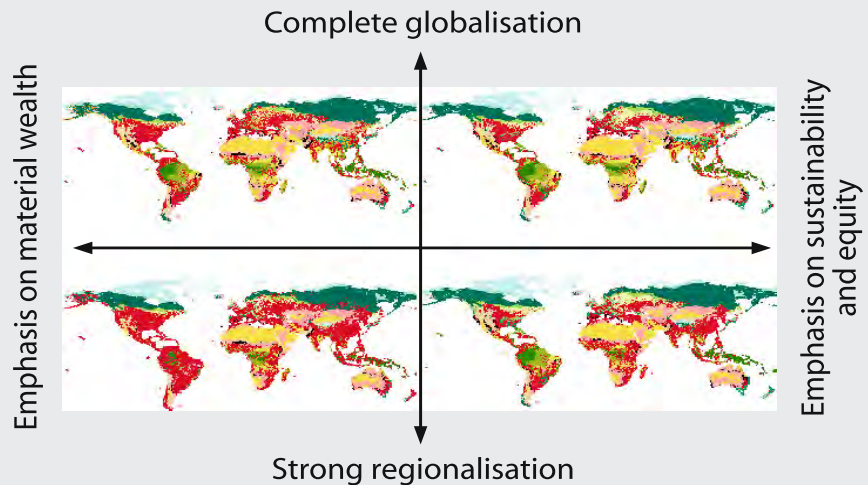 Complete globalisation
Emphasis on material wealth
Emphasis on sustainability
and equity
Strong regionalisation